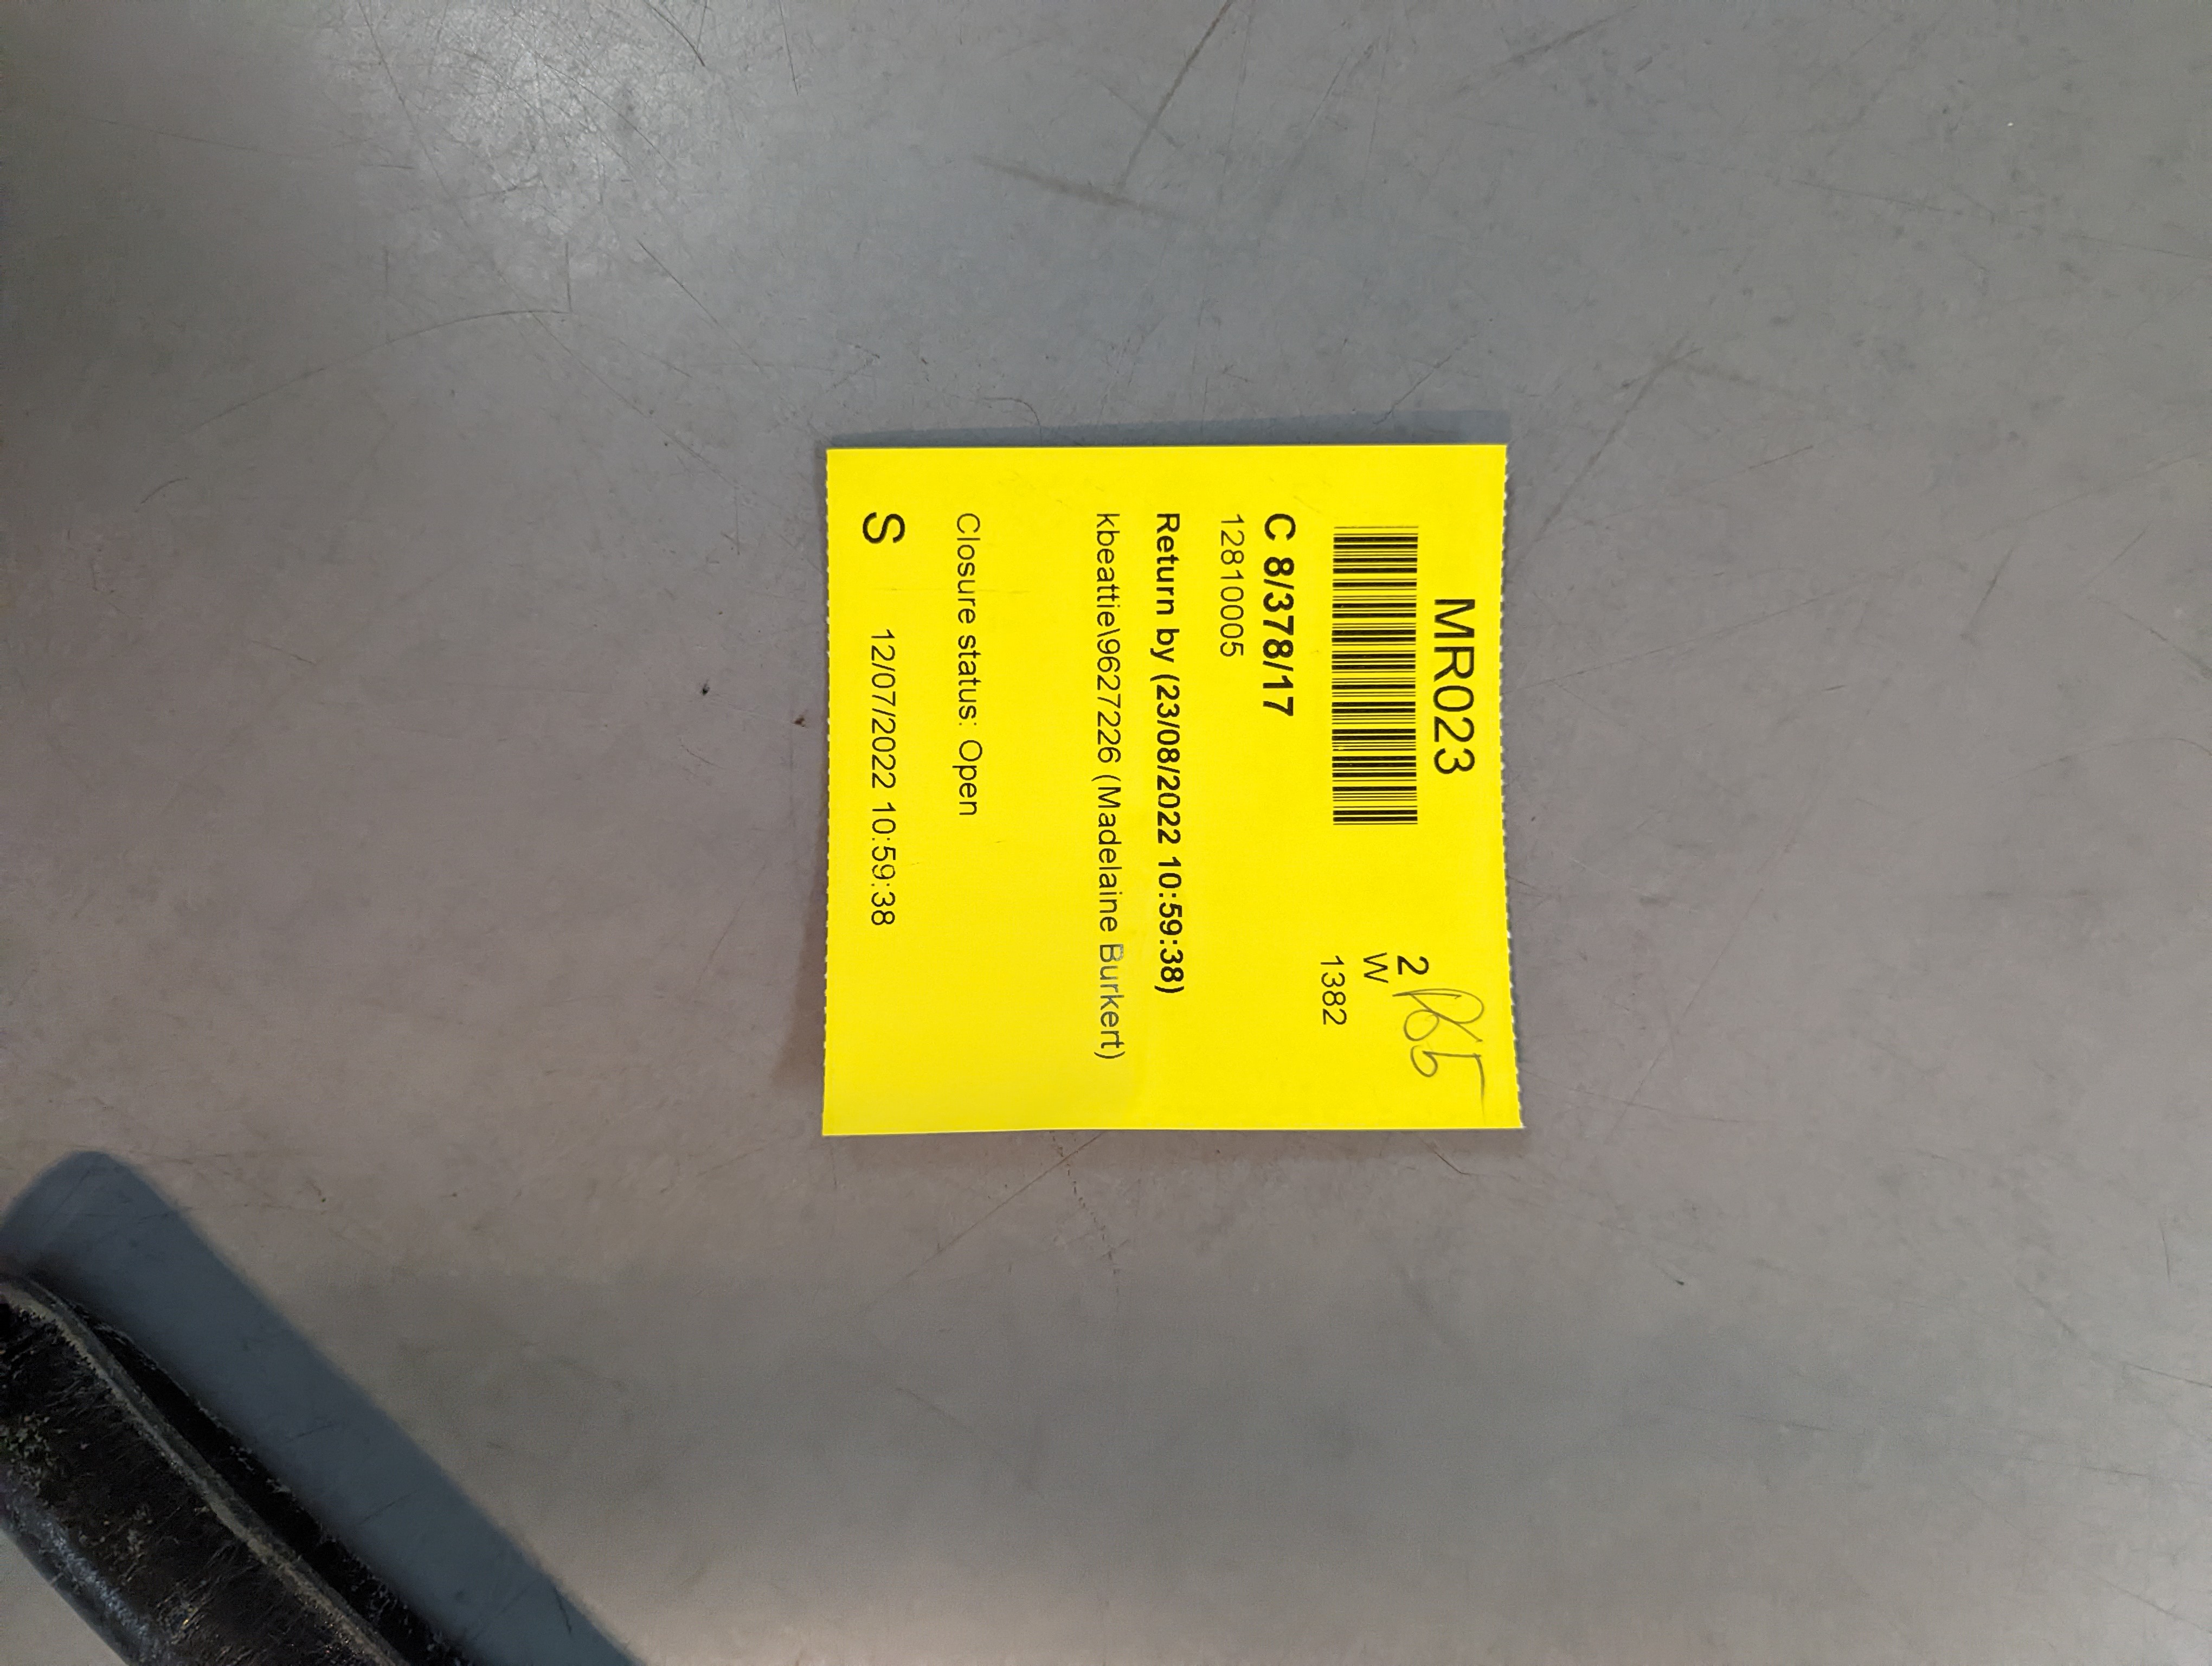 MR023
2
W
1382
C 8/378/17
12810005
Return by (23/08/2022 10:59:38)
kbeattie\9627226 (Madelaine Burkert)
Closure status: Open
S 12/07/2022 10:59:38